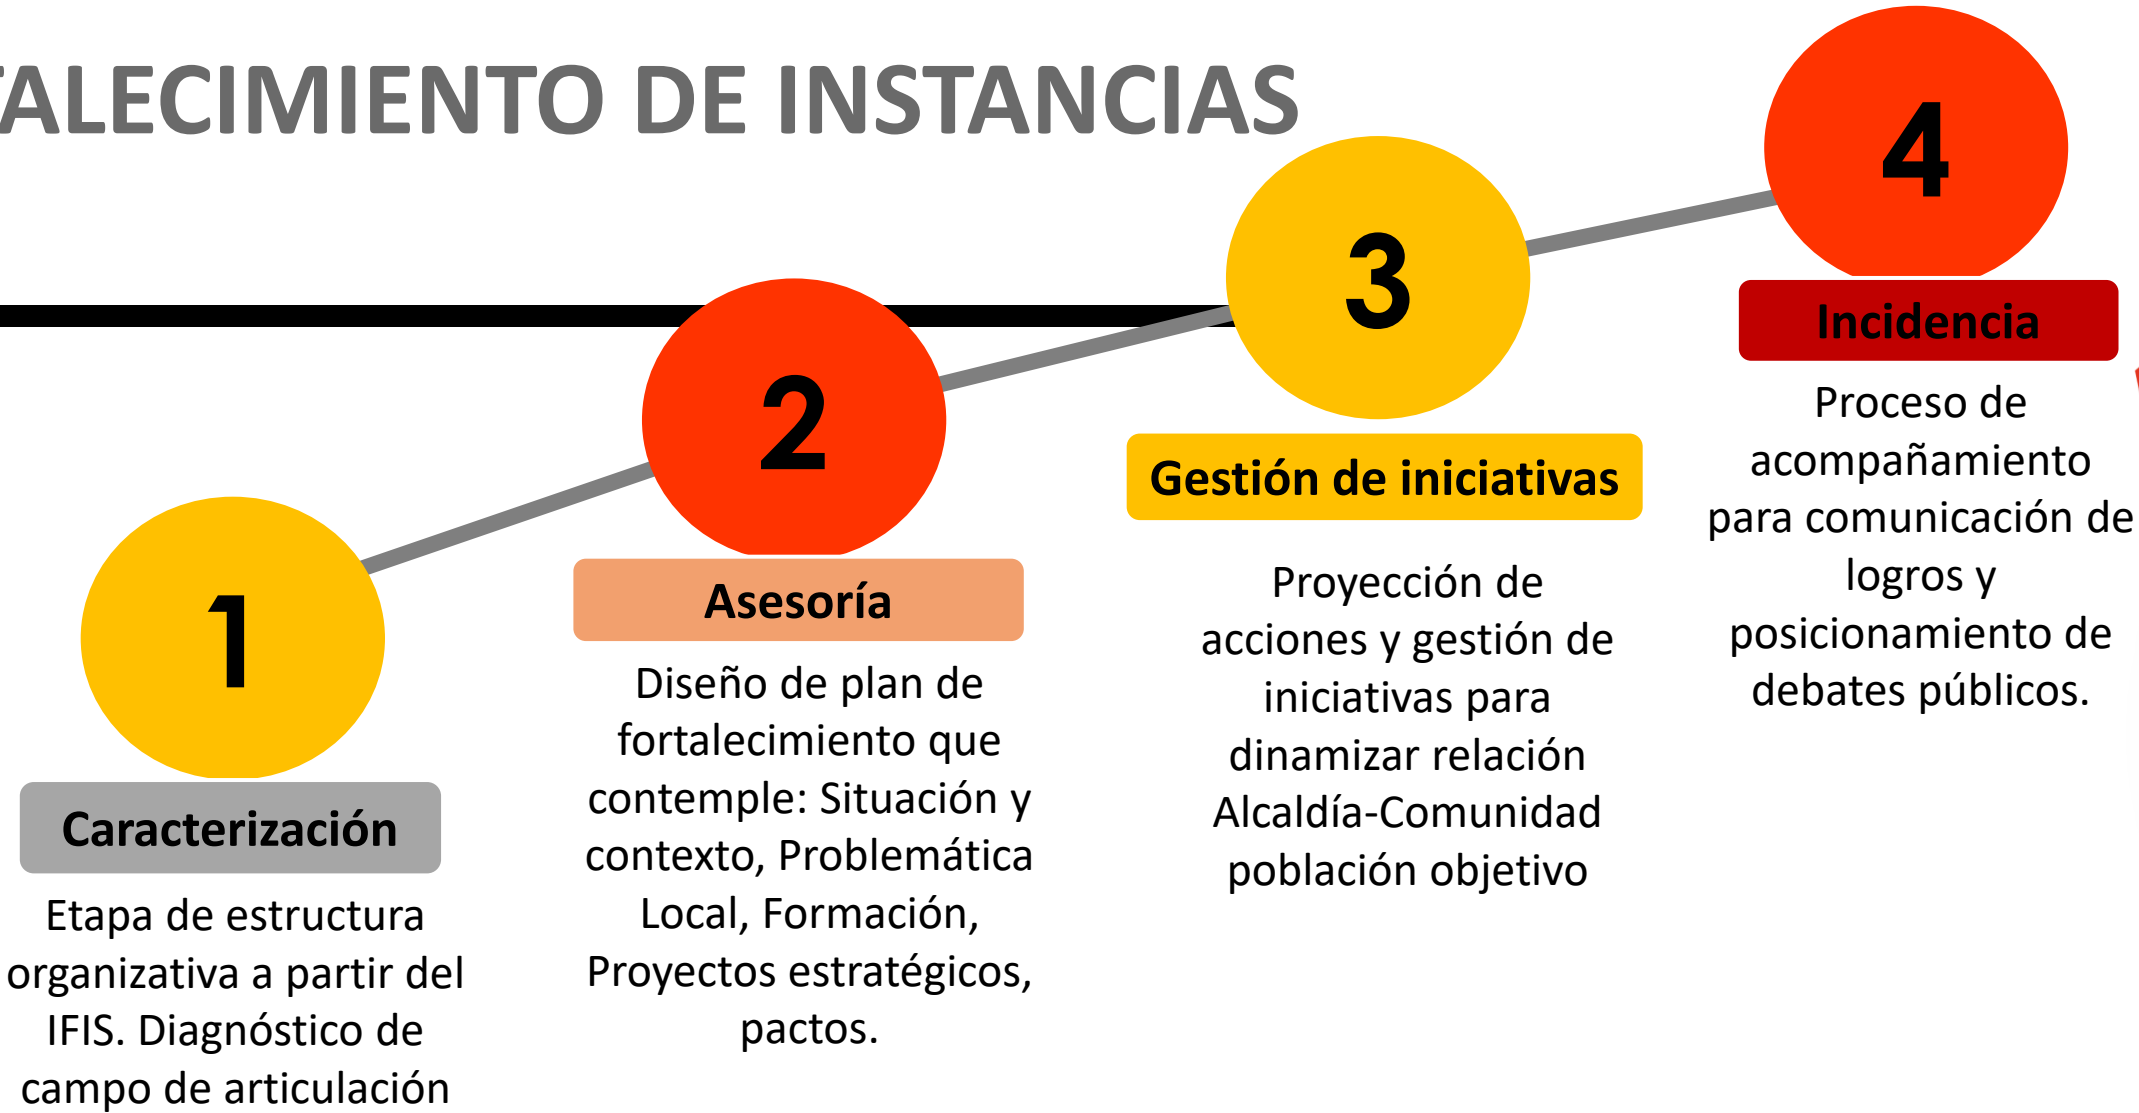 TALECIMIENTO DE INSTANCIAS
1
Caracterización
Etapa de estructura
organizativa a partir del
IFIS. Diagnóstico de
campo de articulación
2
Asesoría
Diseño de plan de
fortalecimiento que
contemple: Situación y
contexto, Problemática
Local, Formación,
Proyectos estratégicos,
pactos.
3
Gestión de iniciativas
Proyección de
acciones y gestión de
iniciativas para
dinamizar relación
Alcaldía-Comunidad
población objetivo
4
Incidencia
Proceso de
acompañamiento
para comunicación de
logros y
posicionamiento de
debates públicos.